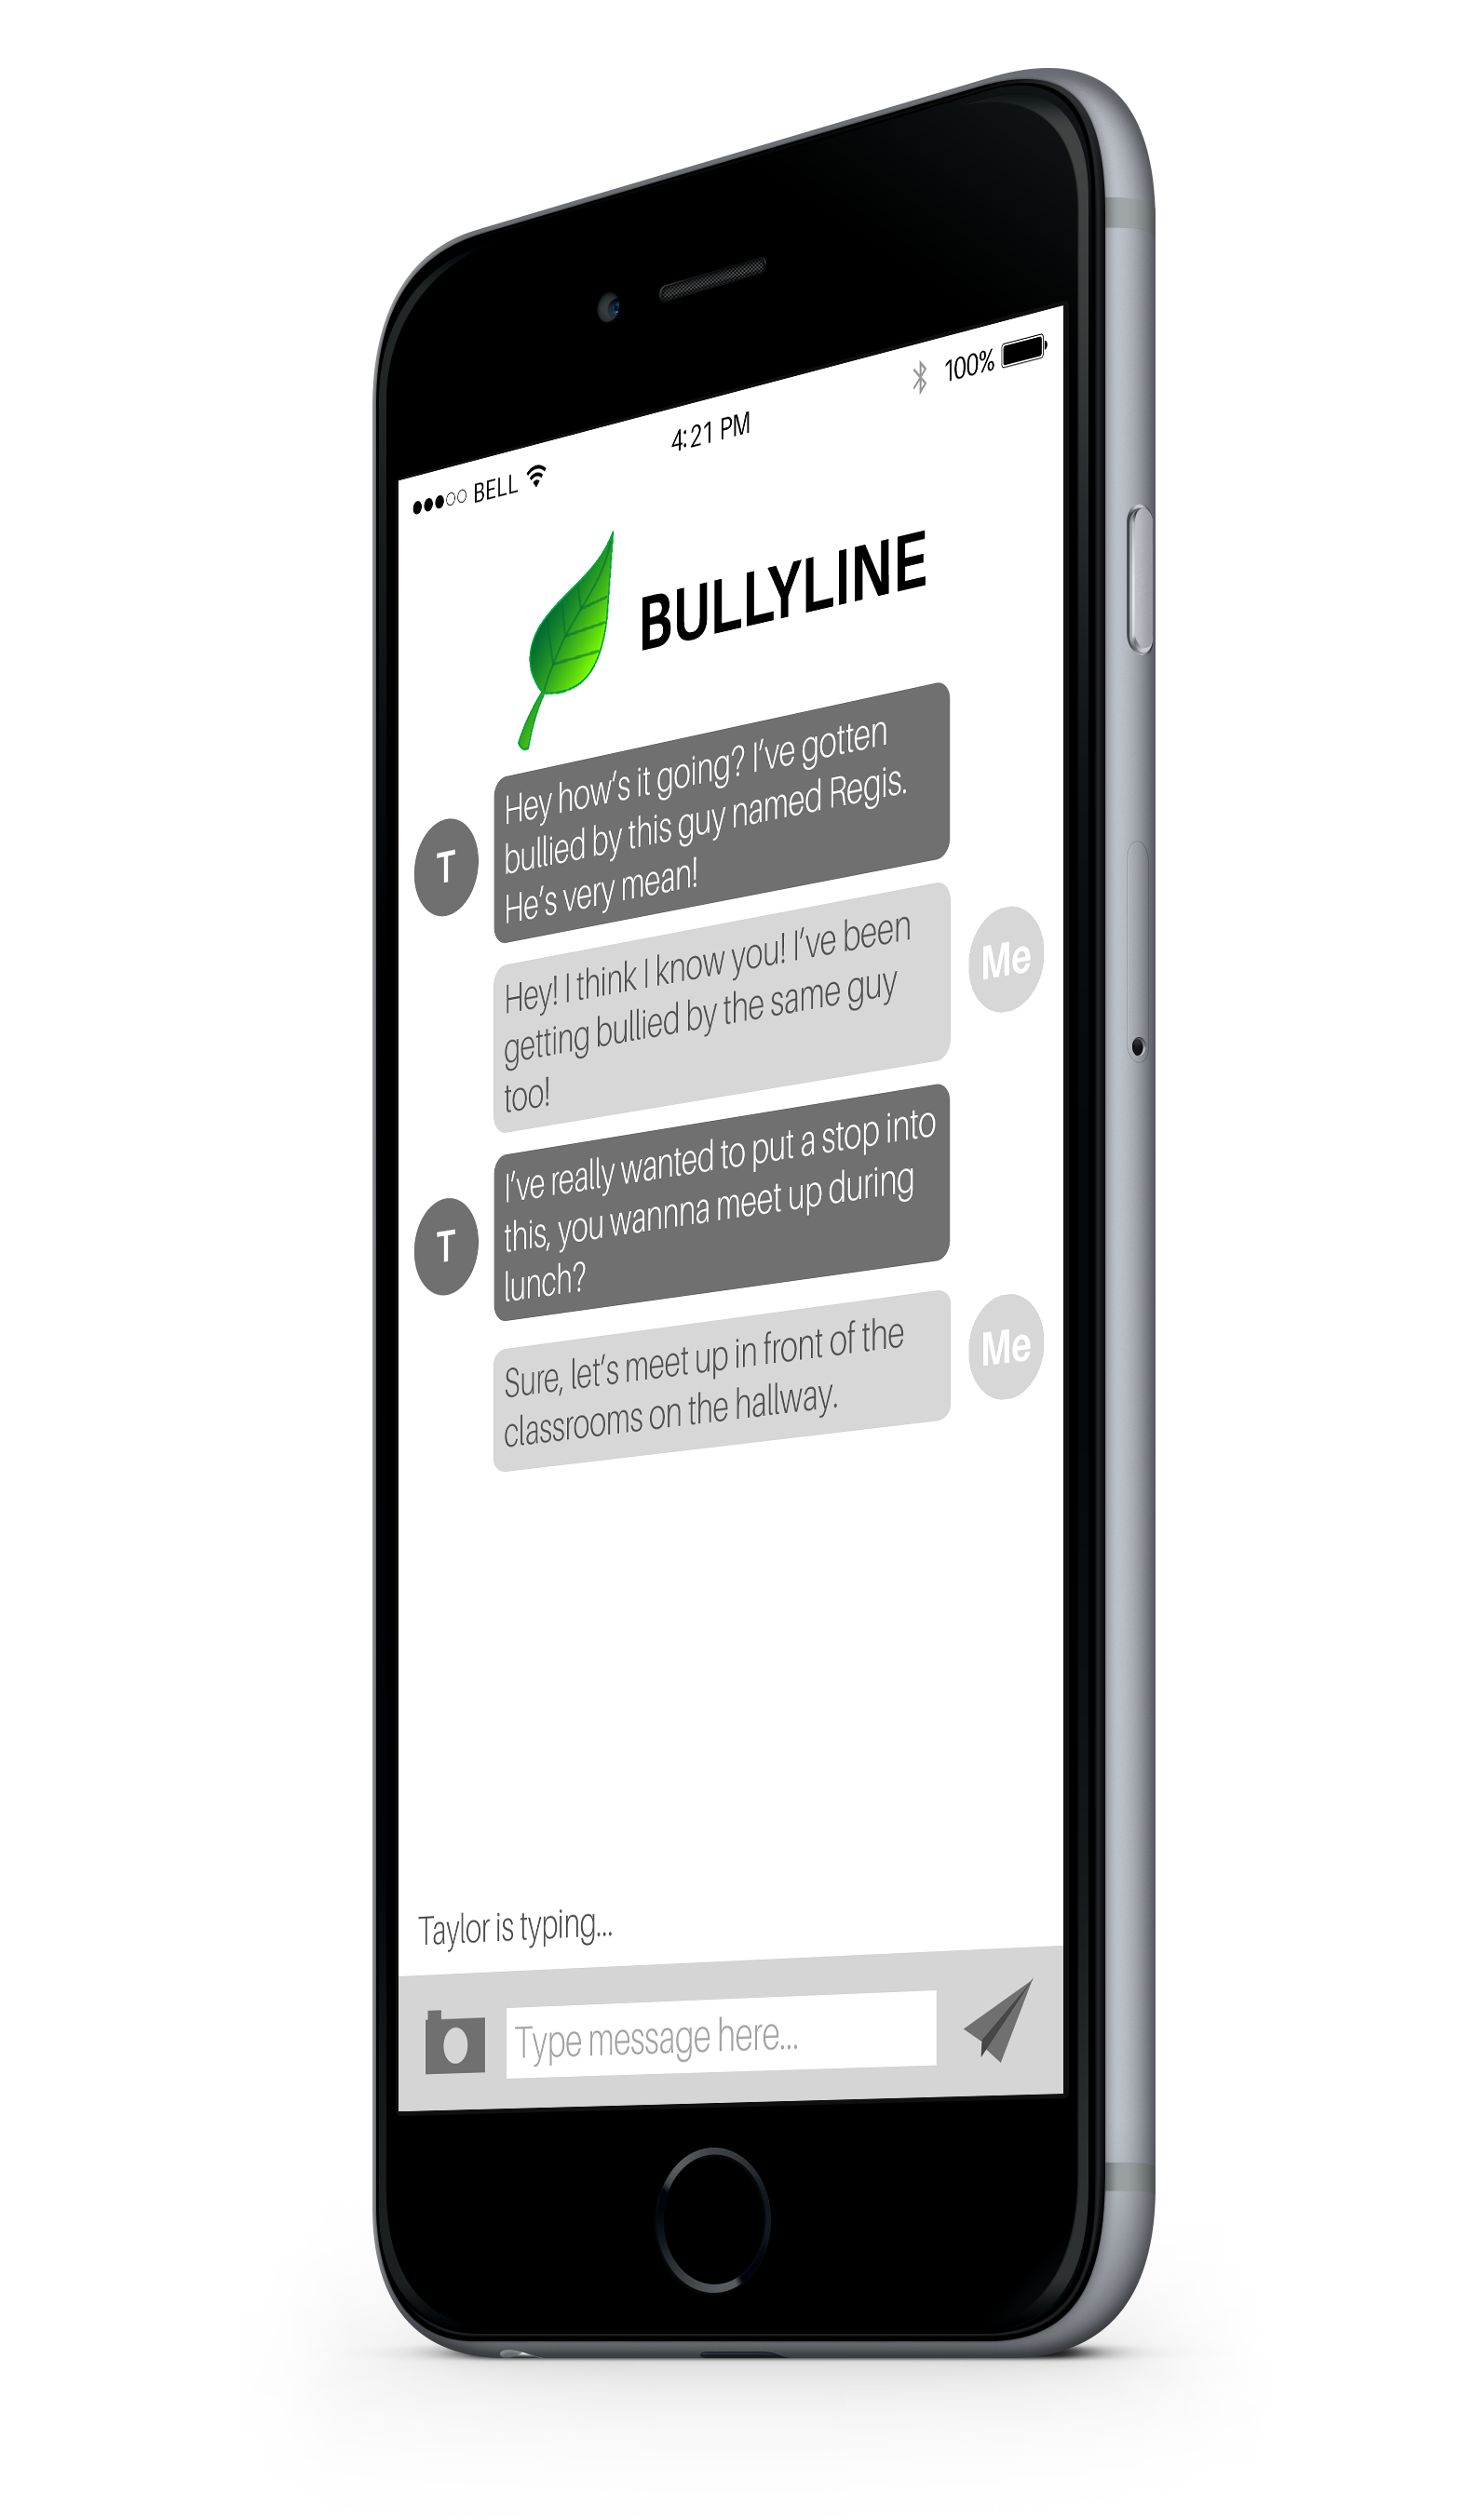 ●●●○○ BELL 4:21 PM 100%
BULLYLINE
Hey how's it going? I've gotten
bullied by this guy named Regis.
He's very mean!
T
Hey! I think I know you! I've been
getting bullied by the same guy
too!
Me
I've really wanted to put a stop into
this, you wannna meet up during
lunch?
T
Sure, let's meet up in front of the
classrooms on the hallway.
Me
Taylor is typing...
Type message here...